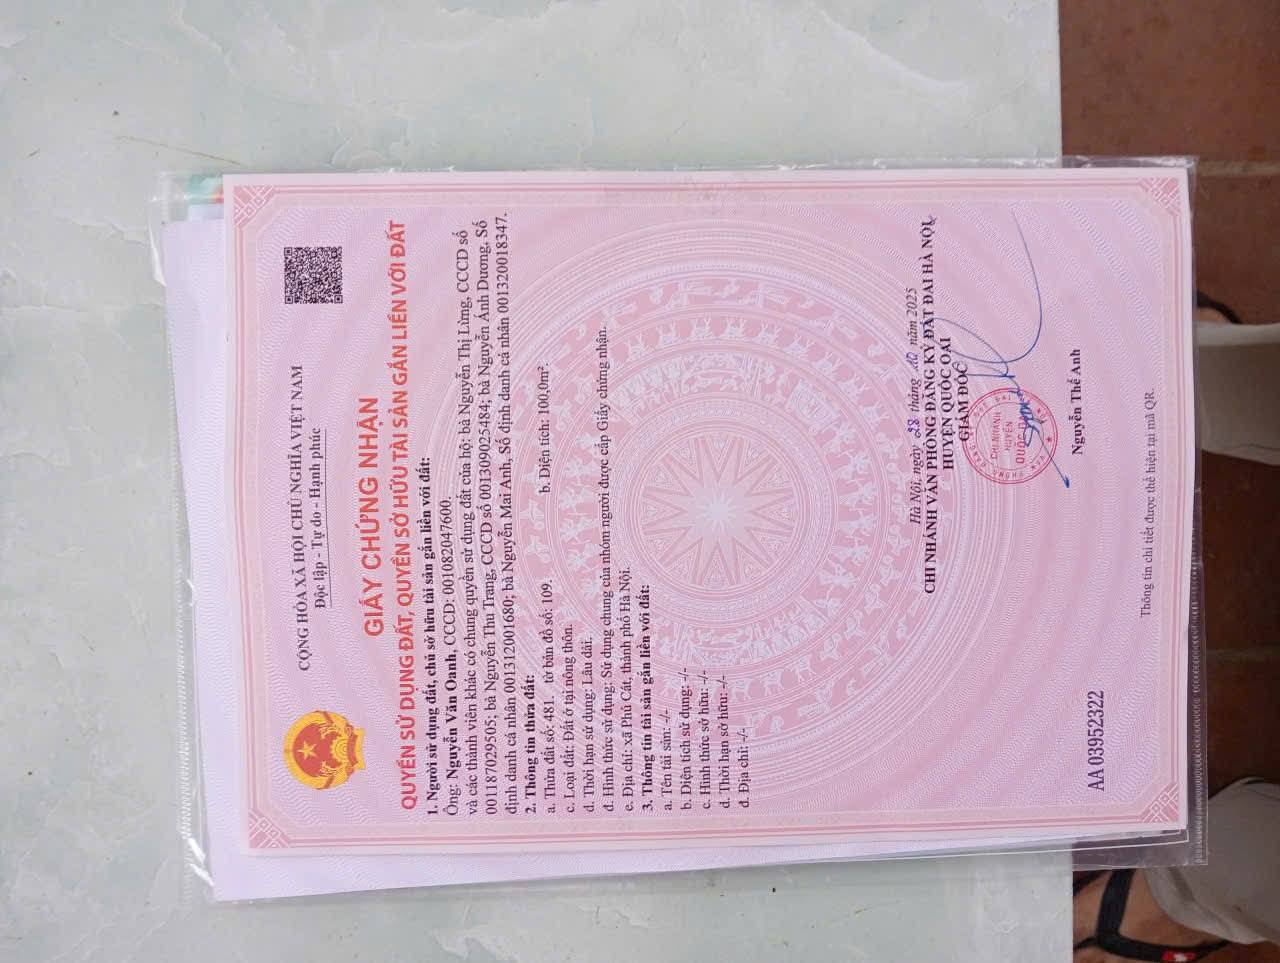 CỘNG HÒA XÃ HỘI CHỦ NGHĨA VIỆT NAM
Độc lập - Tự do - Hạnh phúc
GIẤY CHỨNG NHẬN
QUYỀN SỬ DỤNG ĐẤT, QUYỀN SỞ HỮU TÀI SẢN GẮN LIỀN VỚI ĐẤT
1. Người sử dụng đất, chủ sở hữu tài sản gắn liền với đất:
Ông: Nguyễn Văn Oanh, CCCD: 001082047600.
và các thành viên khác có chung quyền sử dụng đất của hộ: bà Nguyễn Thị Lừng, CCCD số
001187029505; bà Nguyễn Thu Trang, CCCD số 001309025484; bà Nguyễn Ánh Dương, Số
định danh cá nhân 001312001680; bà Nguyễn Mai Anh, Số định danh cá nhân 001320018347.
2. Thông tin thửa đất:
a. Thửa đất số: 481. tờ bản đồ số: 109. b. Diện tích: 100,0m².
c. Loại đất: Đất ở tại nông thôn.
d. Thời hạn sử dụng: Lâu dài.
đ. Hình thức sử dụng: Sử dụng chung của nhóm người được cấp Giấy chứng nhận.
e. Địa chỉ: xã Phú Cát, thành phố Hà Nội.
3. Thông tin tài sản gắn liền với đất:
a. Tên tài sản: -/-
b. Diện tích sử dụng: -/-
c. Hình thức sở hữu: -/-
d. Thời hạn sở hữu: -/-
đ. Địa chỉ: -/-
Hà Nội, ngày 28 tháng 10 năm 2025
CHI NHÁNH VĂN PHÒNG ĐĂNG KÝ ĐẤT ĐAI HÀ NỘI,
HUYỆN QUỐC OAI
GIÁM ĐỐC
CHI NHÁNH
HUYỆN
QUỐC OAI
Nguyễn Thế Anh
AA 03952322
Thông tin chi tiết được thể hiện tại mã QR.